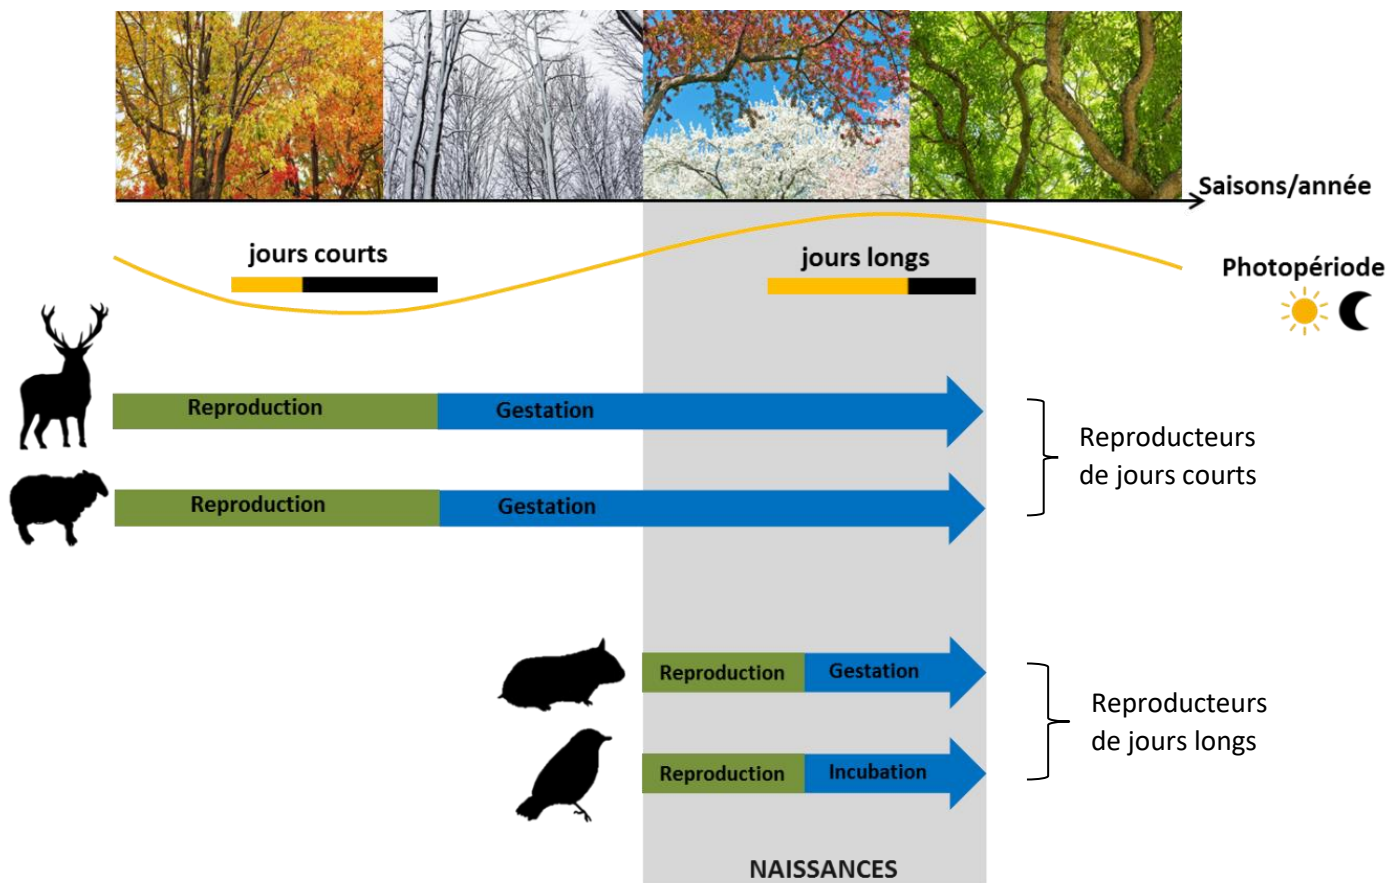 Saisons/année
jours courts
jours longs
Photopériode
Reproduction
Gestation
Reproducteurs
de jours courts
Reproduction
Gestation
Reproduction
Gestation
Reproducteurs
de jours longs
Reproduction
Incubation
NAISSANCES